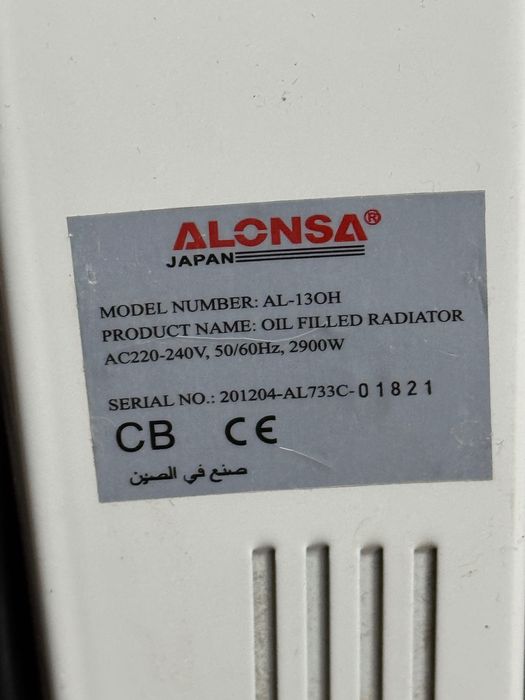 ALONSA®
JAPAN
MODEL NUMBER: AL-13OH
PRODUCT NAME: OIL FILLED RADIATOR
AC220-240V, 50/60Hz, 2900W
SERIAL NO.: 201204-AL733C-01821
CB CE
صنع في الصين